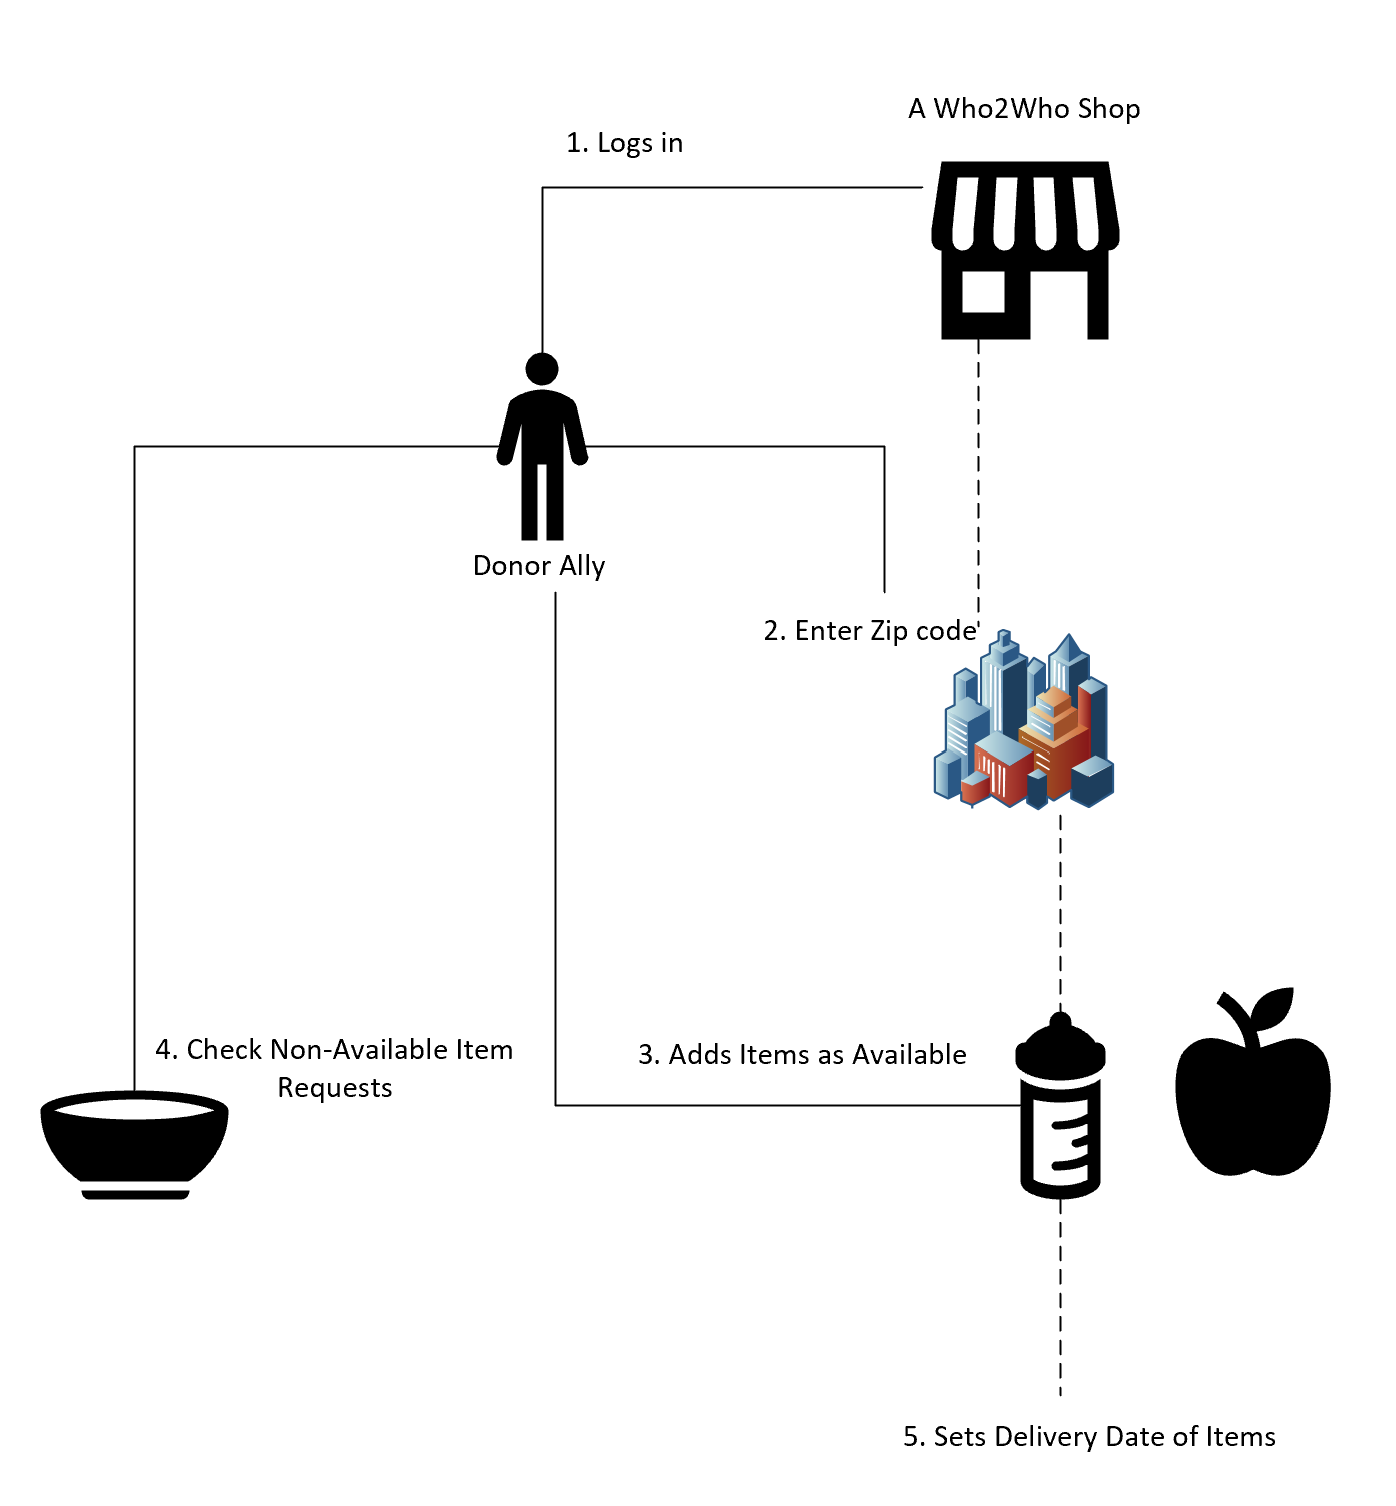 A Who2Who Shop
1. Logs in
Donor Ally
2. Enter Zip code
4. Check Non-Available Item
Requests
3. Adds Items as Available
5. Sets Delivery Date of Items